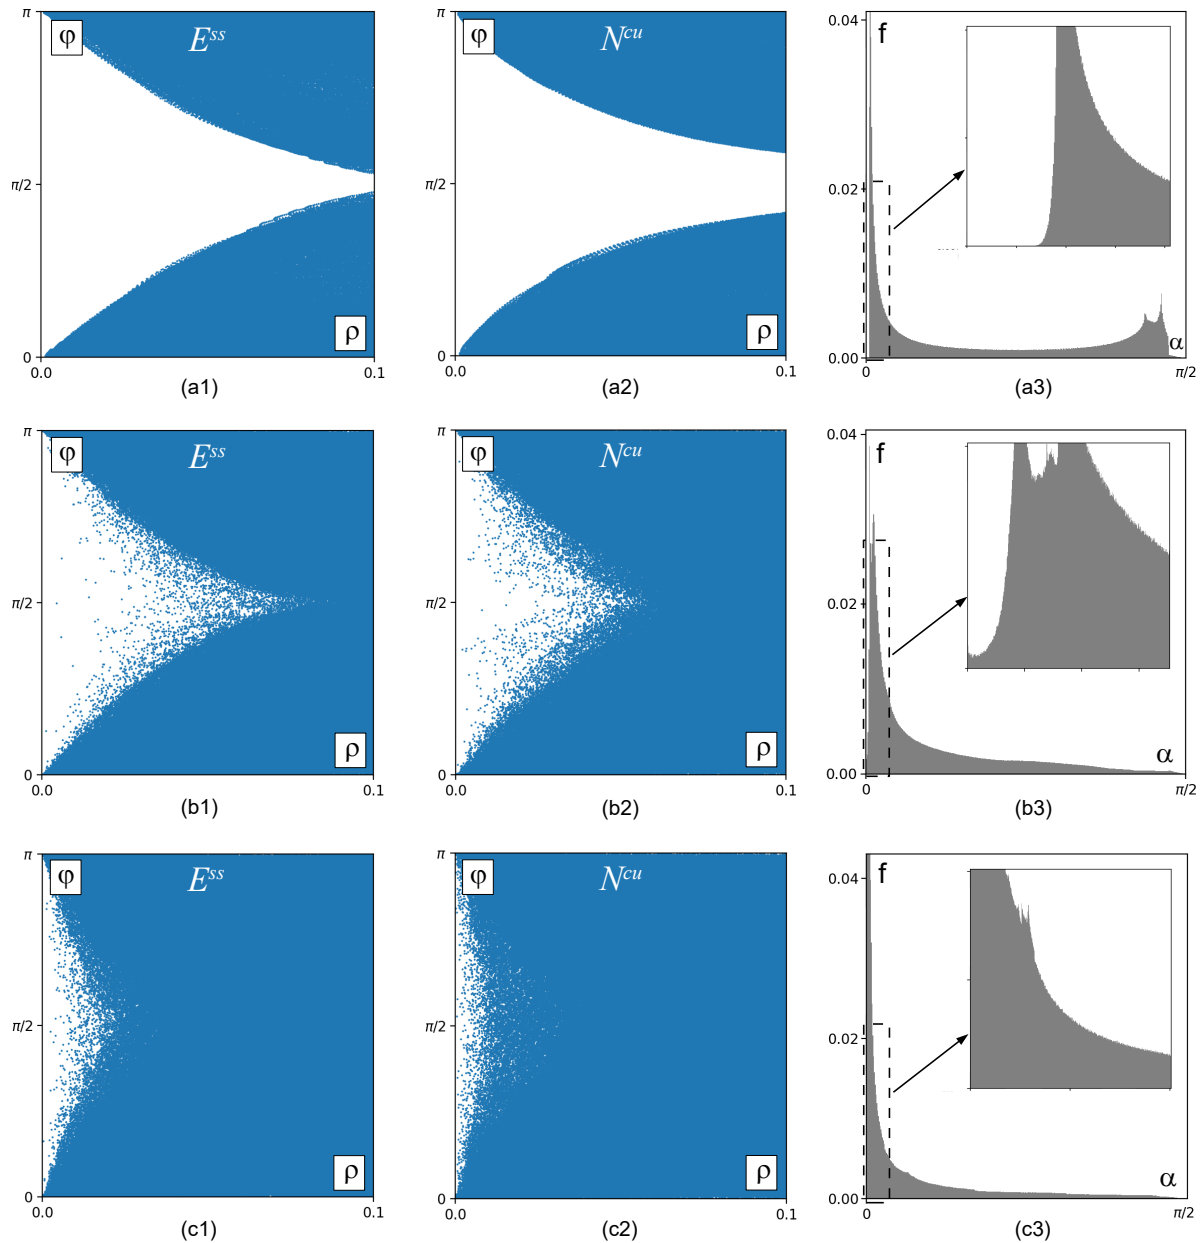 π
φ
E^{ss}
π/2
ρ
0
0.0
0.1
(a1)
π
φ
N^{cu}
π/2
ρ
0
0.0
0.1
(a2)
0.04
f
0.02
0.00
α
0
π/2
(a3)
π
φ
E^{ss}
π/2
ρ
0
0.0
0.1
(b1)
π
φ
N^{cu}
π/2
ρ
0
0.0
0.1
(b2)
0.04
f
0.02
0.00
α
0
π/2
(b3)
π
φ
E^{ss}
π/2
ρ
0
0.0
0.1
(c1)
π
φ
N^{cu}
π/2
ρ
0
0.0
0.1
(c2)
0.04
f
0.02
0.00
α
0
π/2
(c3)